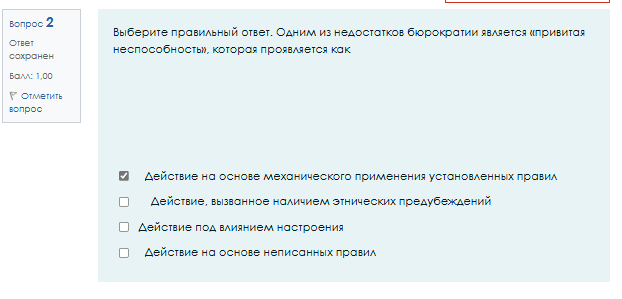 Вопрос 2
Ответ
сохранен
Балл: 1,00
Отметить
вопрос
Выберите правильный ответ. Одним из недостатков бюрократии является «привитая
неспособность», которая проявляется как
Действие на основе механического применения установленных правил
Действие, вызванное наличием этнических предубеждений
Действие под влиянием настроения
Действие на основе неписанных правил